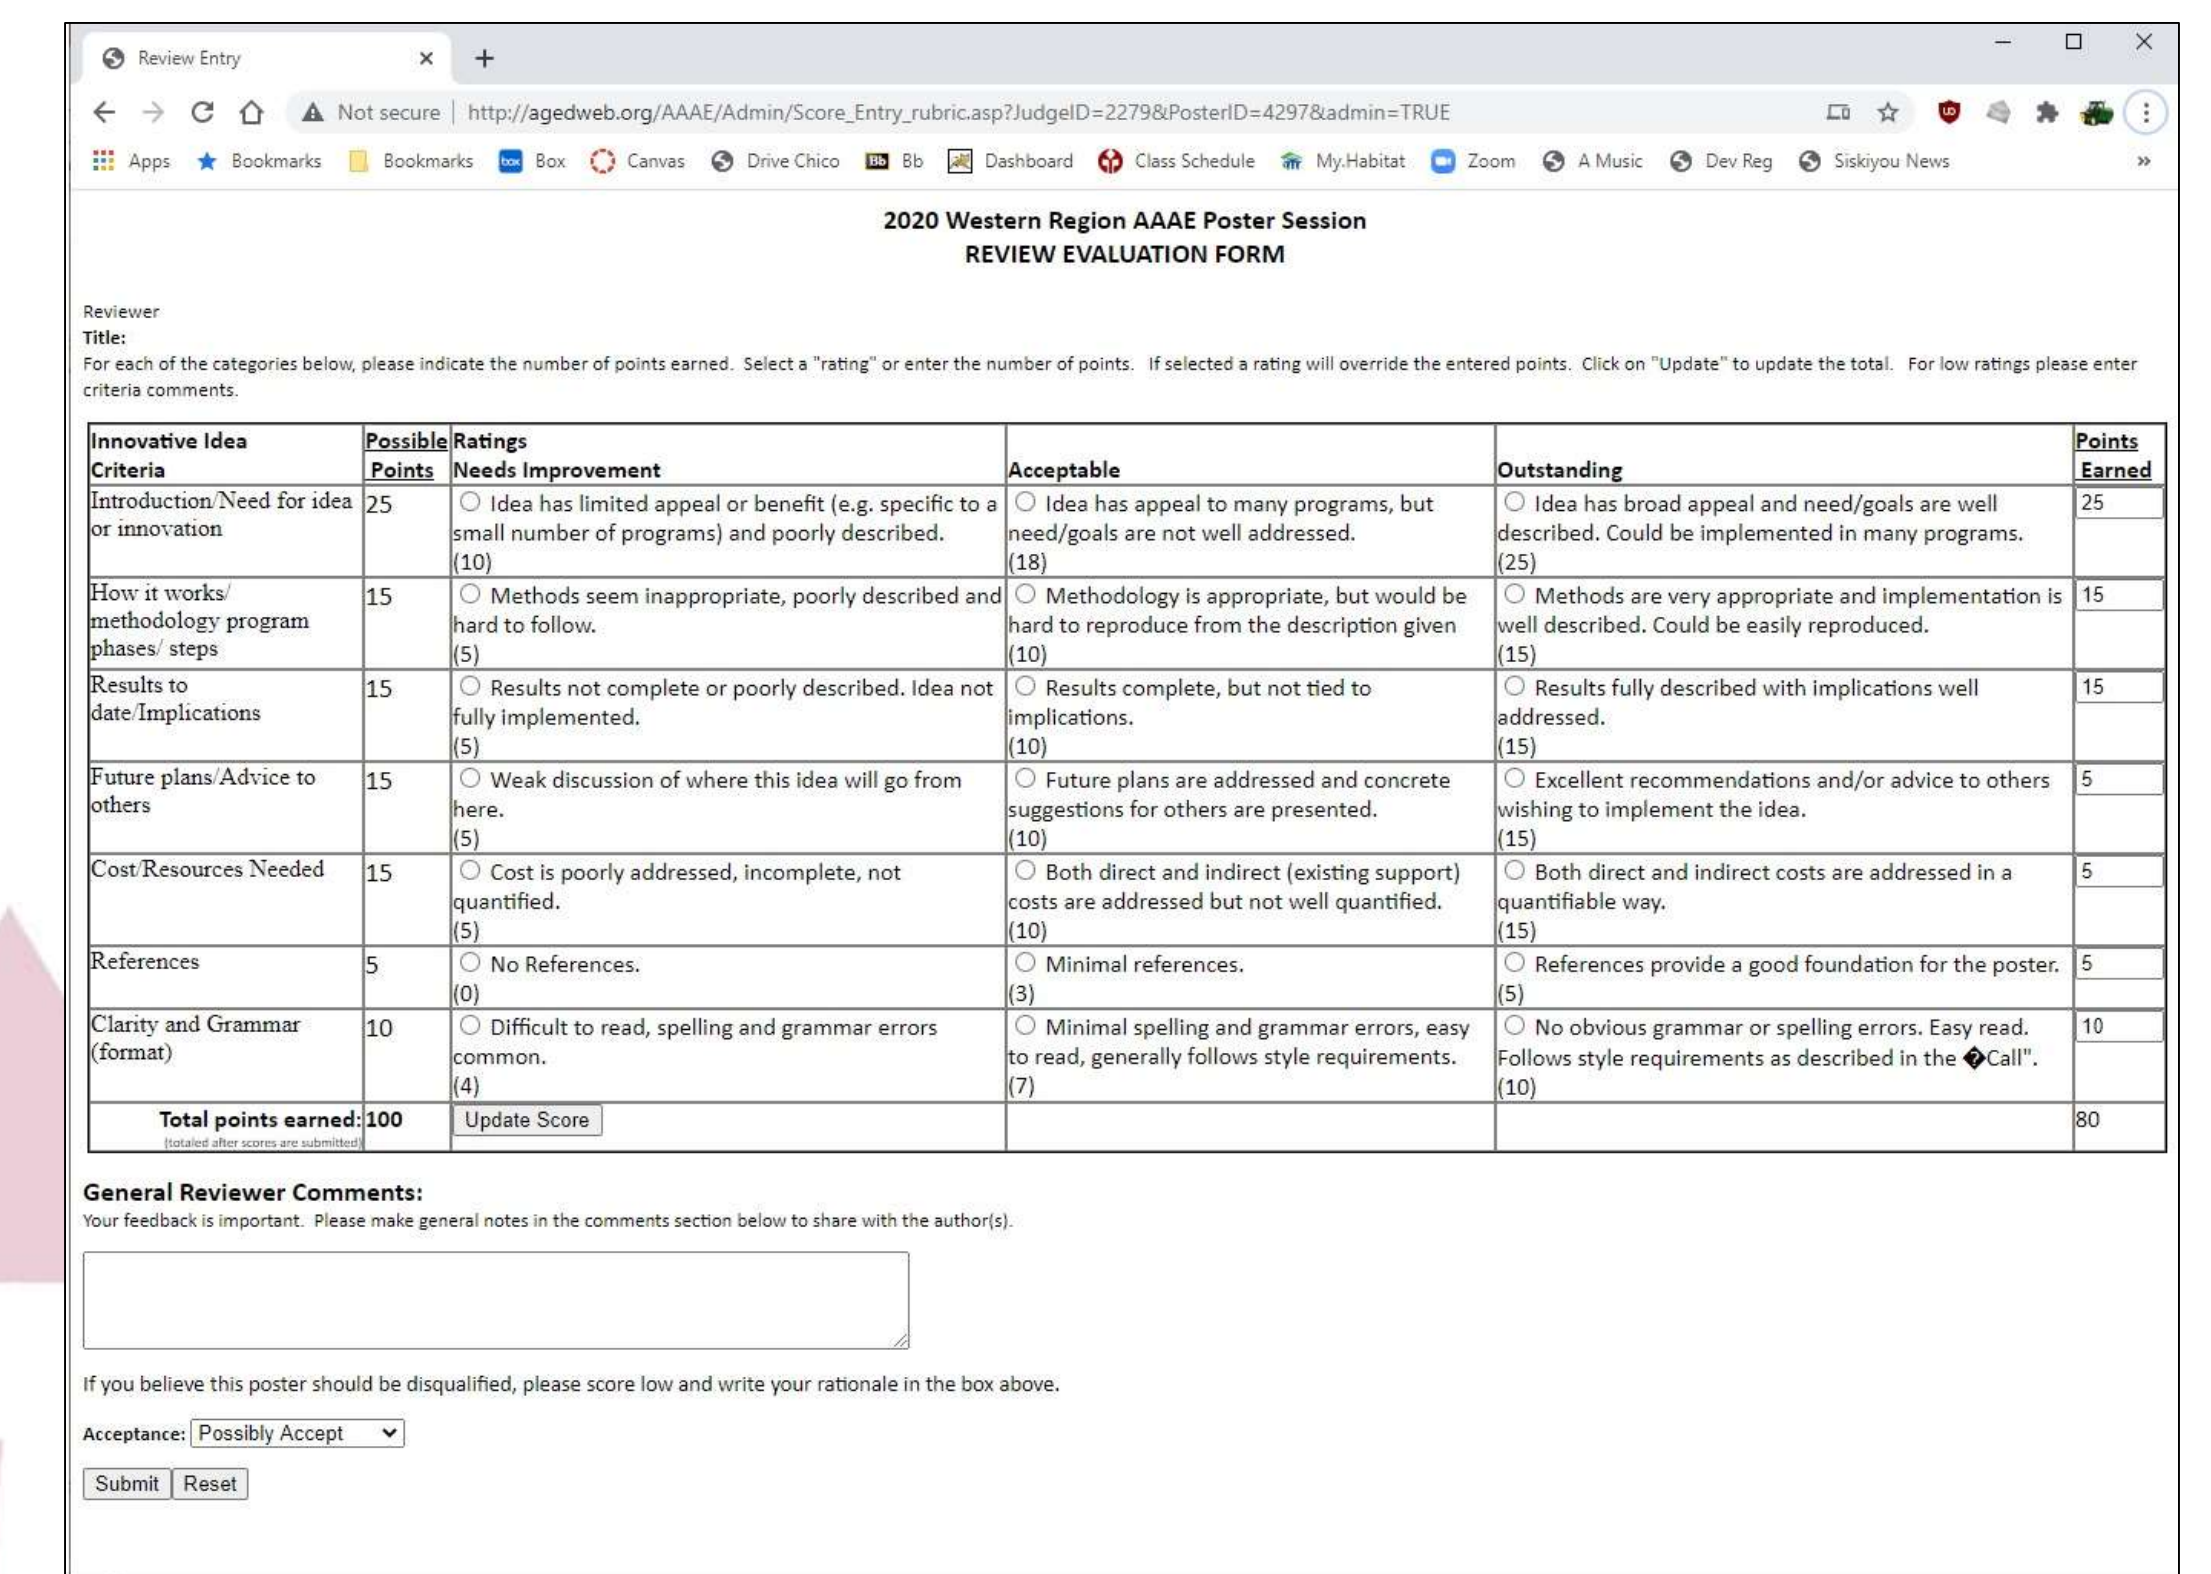 Review Entry
Not secure | http://agedweb.org/AAAE/Admin/Score_Entry_rubric.asp?JudgeID=2279&PosterID=4297&admin=TRUE
Apps Bookmarks Bookmarks box Box Canvas Drive Chico Bb Bb Dashboard Class Schedule My.Habitat Zoom A Music Dev Reg Siskiyou News »
2020 Western Region AAAE Poster Session
REVIEW EVALUATION FORM
Reviewer
Title:
For each of the categories below, please indicate the number of points earned. Select a "rating" or enter the number of points. If selected a rating will override the entered points. Click on "Update" to update the total. For low ratings please enter
criteria comments.
Innovative Idea
Criteria
Possible
Points
Ratings
Needs Improvement
Acceptable
Outstanding
Points
Earned
Introduction/Need for idea
or innovation
25
Idea has limited appeal or benefit (e.g. specific to a
small number of programs) and poorly described.
(10)
Idea has appeal to many programs, but
need/goals are not well addressed.
(18)
Idea has broad appeal and need/goals are well
described. Could be implemented in many programs.
(25)
25
How it works/
methodology program
phases/ steps
15
Methods seem inappropriate, poorly described and
hard to follow.
(5)
Methodology is appropriate, but would be
hard to reproduce from the description given
(10)
Methods are very appropriate and implementation is
well described. Could be easily reproduced.
(15)
15
Results to
date/Implications
15
Results not complete or poorly described. Idea not
fully implemented.
(5)
Results complete, but not tied to
implications.
(10)
Results fully described with implications well
addressed.
(15)
15
Future plans/Advice to
others
15
Weak discussion of where this idea will go from
here.
(5)
Future plans are addressed and concrete
suggestions for others are presented.
(10)
Excellent recommendations and/or advice to others
wishing to implement the idea.
(15)
5
Cost/Resources Needed
15
Cost is poorly addressed, incomplete, not
quantified.
(5)
Both direct and indirect (existing support)
costs are addressed but not well quantified.
(10)
Both direct and indirect costs are addressed in a
quantifiable way.
(15)
5
References
5
No References.
(0)
Minimal references.
(3)
References provide a good foundation for the poster.
(5)
5
Clarity and Grammar
(format)
10
Difficult to read, spelling and grammar errors
common.
(4)
Minimal spelling and grammar errors, easy
to read, generally follows style requirements.
(7)
No obvious grammar or spelling errors. Easy read.
Follows style requirements as described in the �Call".
(10)
10
Total points earned:
(totaled after scores are submitted)
100
Update Score
80
General Reviewer Comments:
Your feedback is important. Please make general notes in the comments section below to share with the author(s).
If you believe this poster should be disqualified, please score low and write your rationale in the box above.
Acceptance: Possibly Accept
Submit Reset